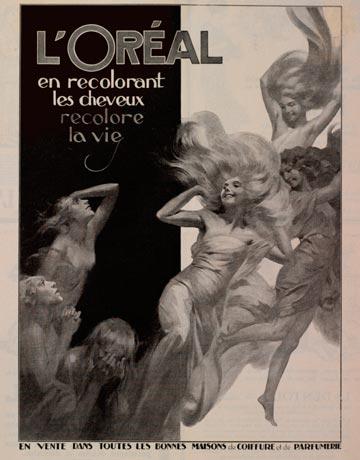 L'ORÉAL
en recolorant
les cheveux
recolore
la vie
EN VENTE DANS TOUTES LES BONNES MAISONS de COIFFURE et de PARFUMERIE